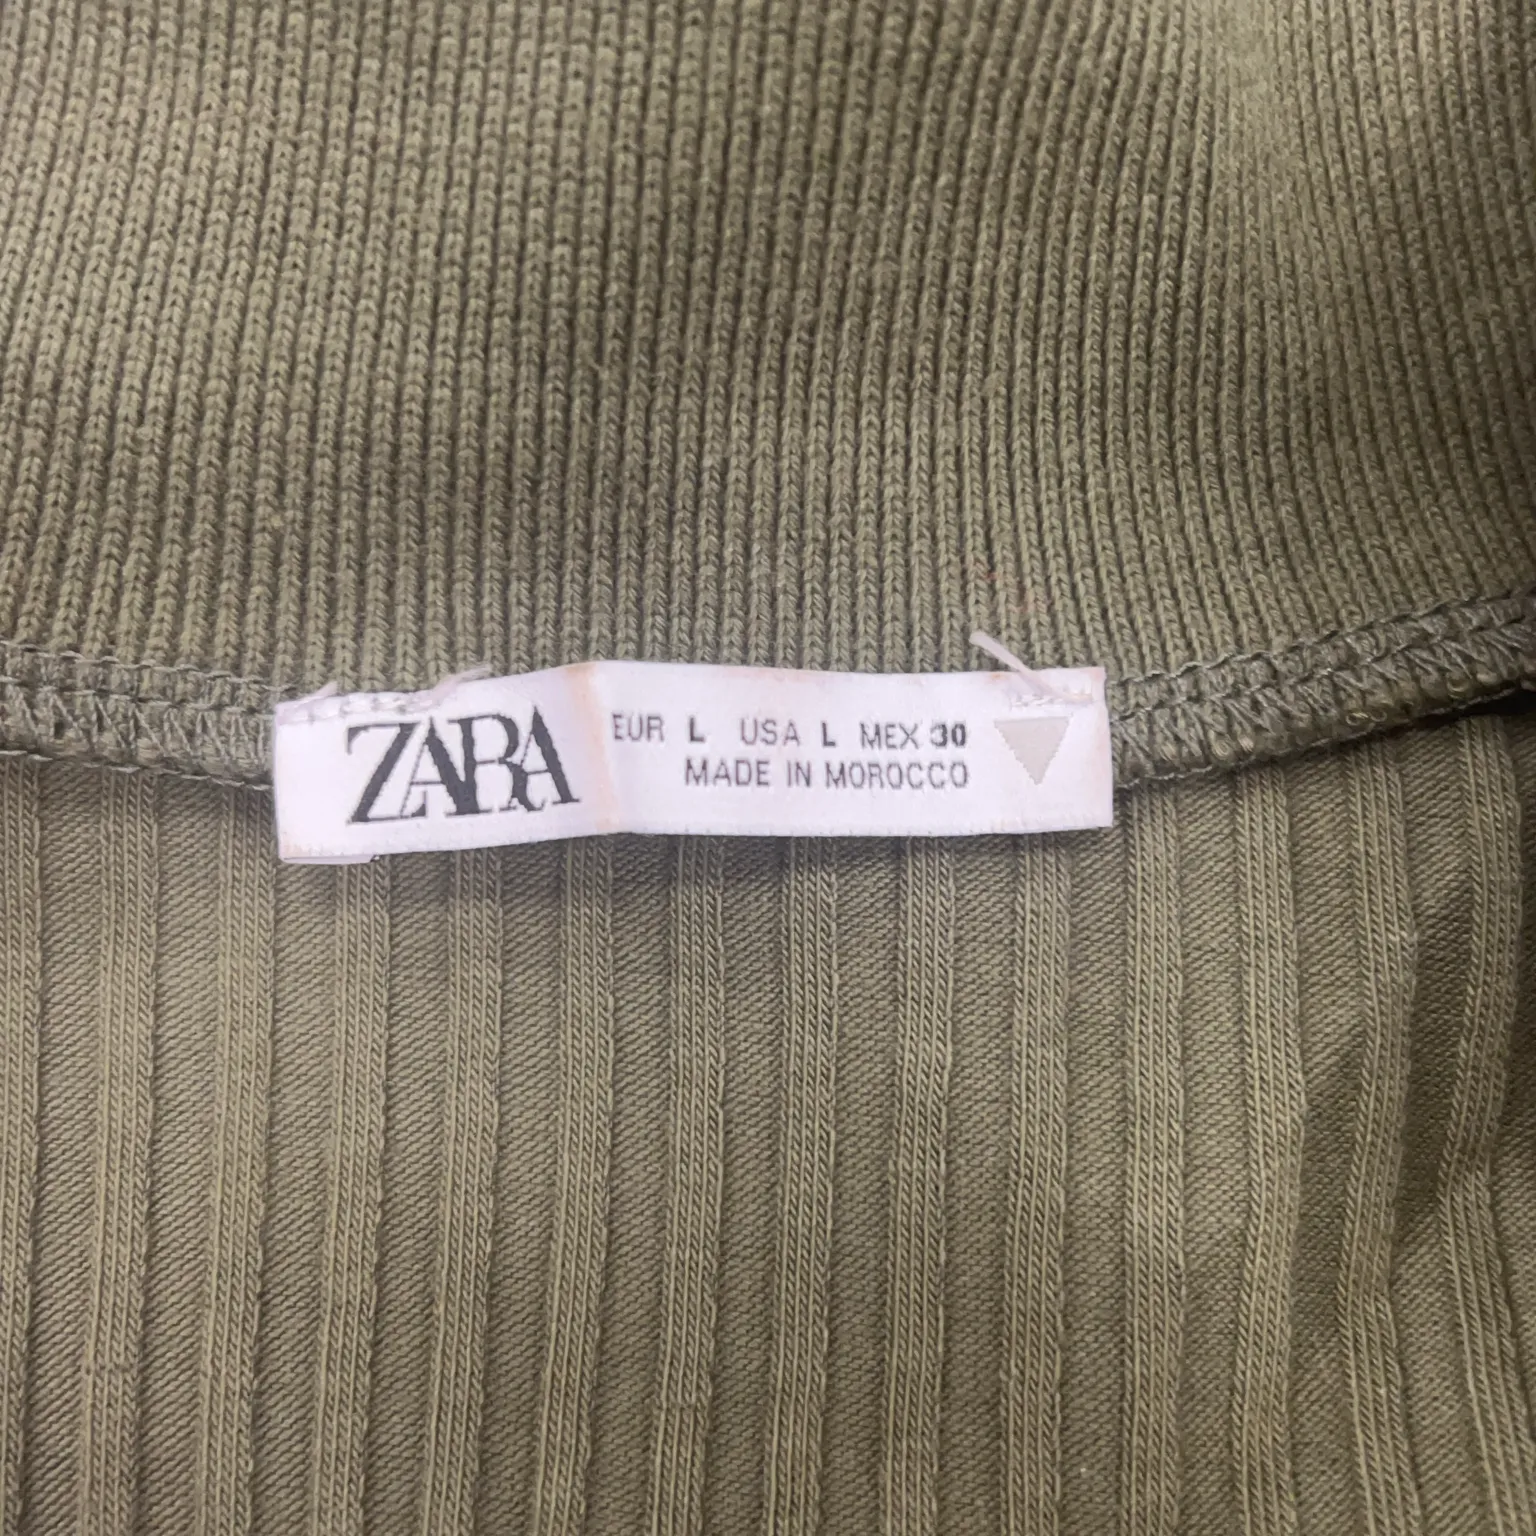 ZARA
EUR L USA L MEX 30
MADE IN MOROCCO